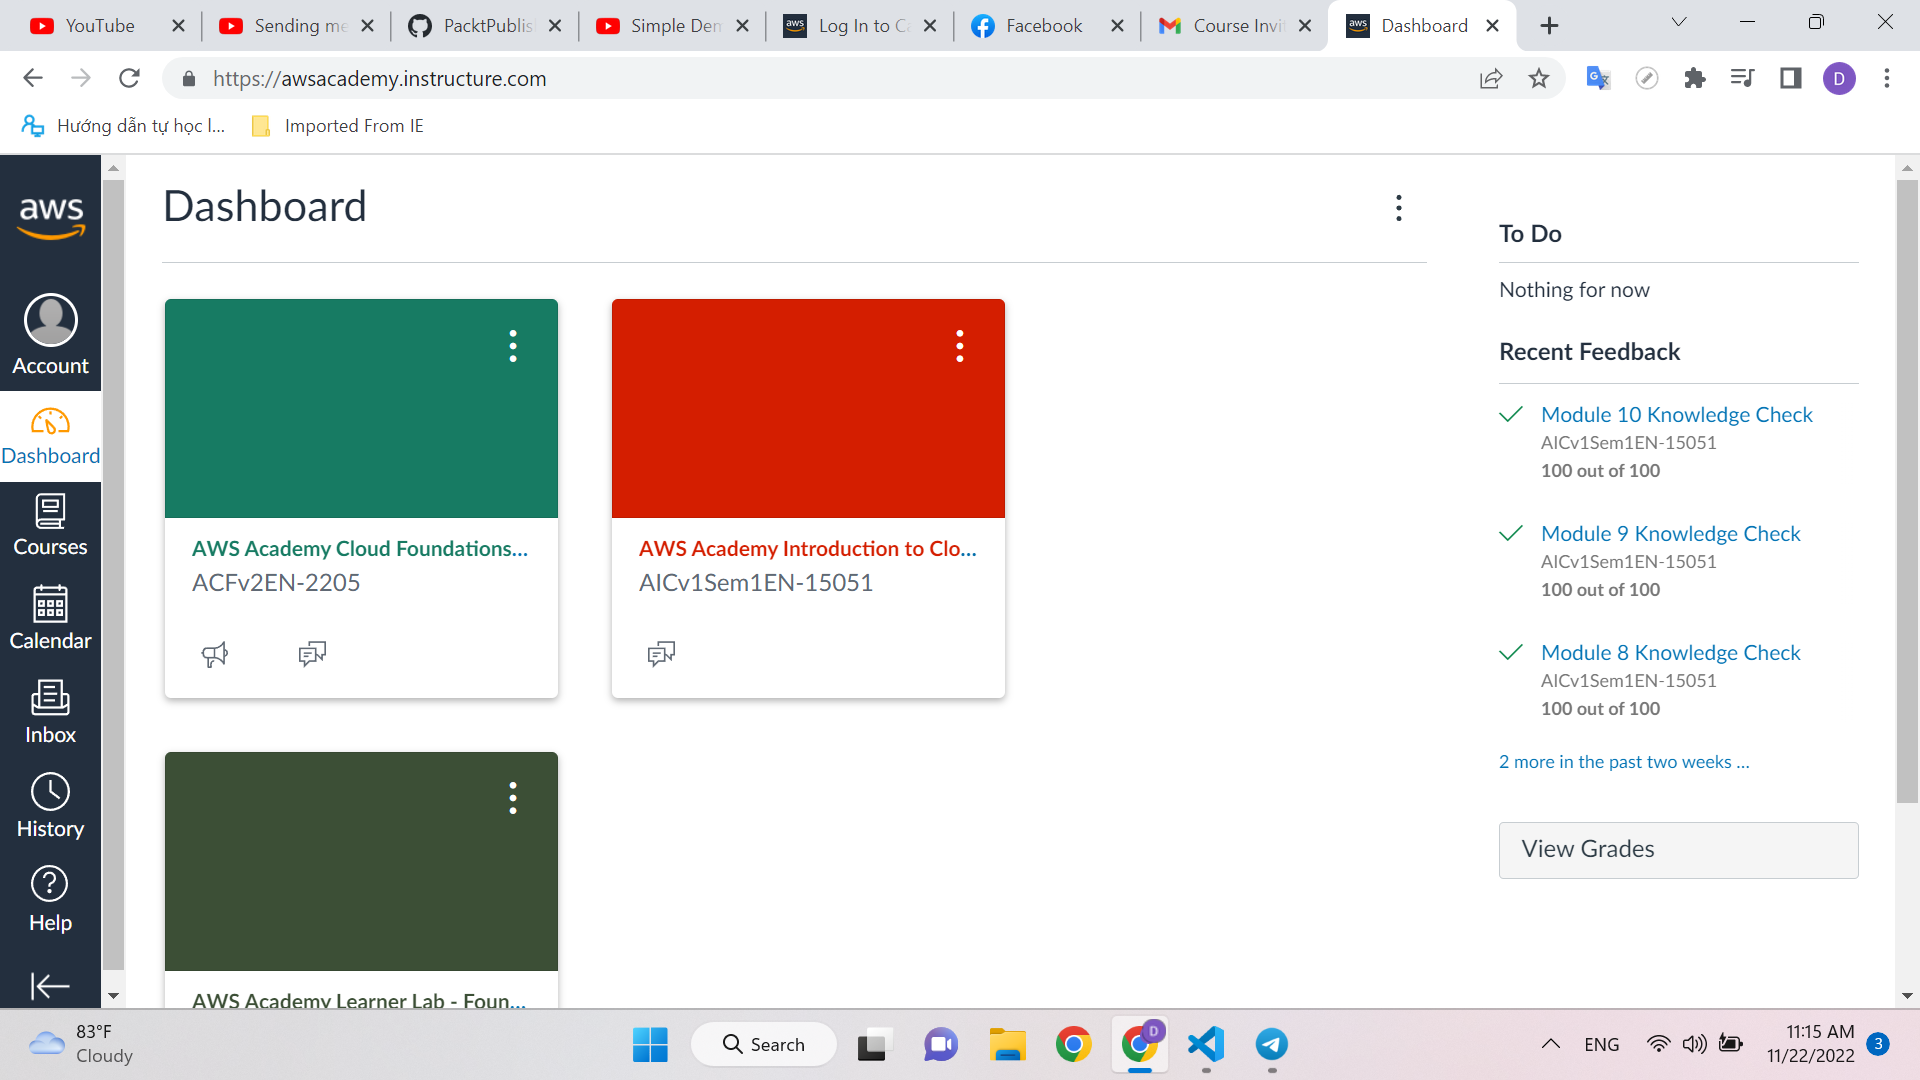 YouTube
Sending me
PacktPublis
Simple Den
aws
Log In to Ca
Facebook
Course Invi
aws
Dashboard
https://awsacademy.instructure.com
D
Hướng dẫn tự học l...
Imported From IE
aws
Account
Dashboard
Courses
Calendar
Inbox
History
Help
Dashboard
AWS Academy Cloud Foundations...
ACFv2EN-2205
AWS Academy Introduction to Clo...
AICv1Sem1EN-15051
AWS Academy Learner Lab - Foun...
To Do
Nothing for now
Recent Feedback
Module 10 Knowledge Check
AICv1Sem1EN-15051
100 out of 100
Module 9 Knowledge Check
AICv1Sem1EN-15051
100 out of 100
Module 8 Knowledge Check
AICv1Sem1EN-15051
100 out of 100
2 more in the past two weeks ...
View Grades
83°F
Cloudy
Search
D
ENG
11:15 AM
11/22/2022
3